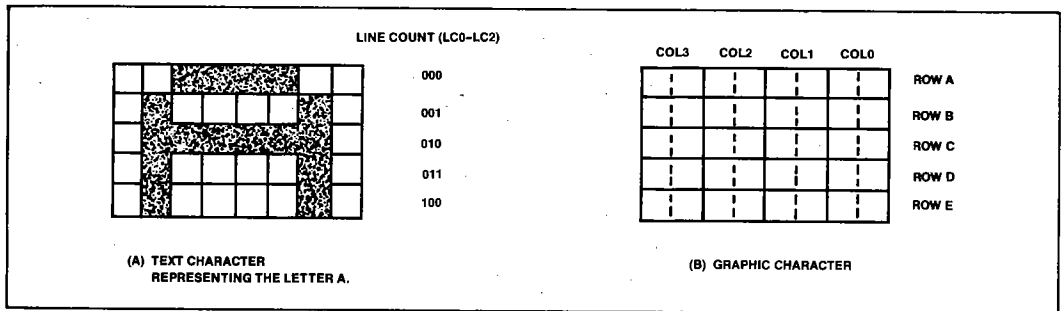 LINE COUNT (LC0–LC2)
000
001
010
011
100
(A) TEXT CHARACTER
REPRESENTING THE LETTER A.
COL3 COL2 COL1 COL0
ROW A
ROW B
ROW C
ROW D
ROW E
(B) GRAPHIC CHARACTER